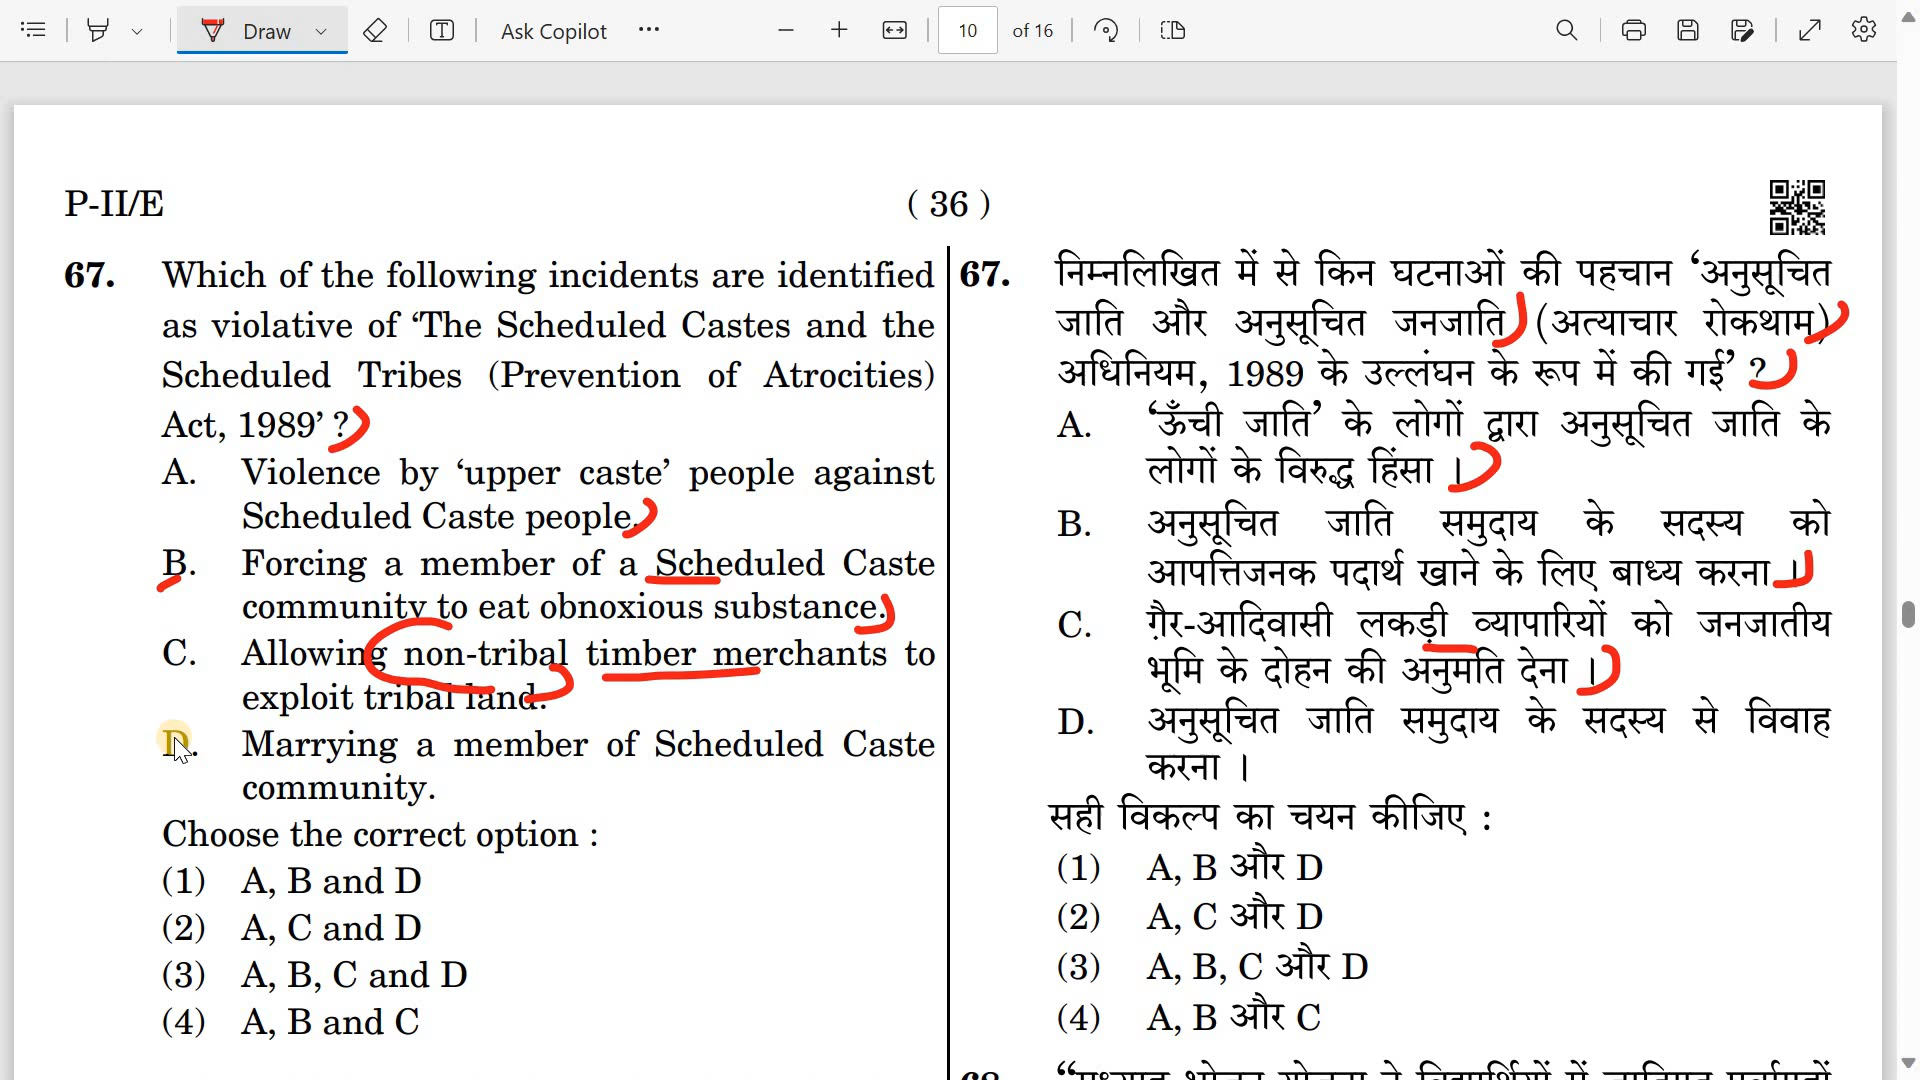 Draw
Ask Copilot
10
of 16
P-II/E
( 36 )
67. Which of the following incidents are identified
as violative of ‘The Scheduled Castes and the
Scheduled Tribes (Prevention of Atrocities)
Act, 1989’ ?
A. Violence by ‘upper caste’ people against
Scheduled Caste people.
B. Forcing a member of a Scheduled Caste
community to eat obnoxious substance.
C. Allowing non-tribal timber merchants to
exploit tribal land.
D. Marrying a member of Scheduled Caste
community.
Choose the correct option :
(1) A, B and D
(2) A, C and D
(3) A, B, C and D
(4) A, B and C
67. निम्नलिखित में से किन घटनाओं की पहचान ‘अनुसूचित
जाति और अनुसूचित जनजाति (अत्याचार रोकथाम)
अधिनियम, 1989 के उल्लंघन के रूप में की गई’ ?
A. ‘ऊँची जाति’ के लोगों द्वारा अनुसूचित जाति के
लोगों के विरुद्ध हिंसा ।
B. अनुसूचित जाति समुदाय के सदस्य को
आपत्तिजनक पदार्थ खाने के लिए बाध्य करना ।
C. ग़ैर-आदिवासी लकड़ी व्यापारियों को जनजातीय
भूमि के दोहन की अनुमति देना ।
D. अनुसूचित जाति समुदाय के सदस्य से विवाह
करना ।
सही विकल्प का चयन कीजिए :
(1) A, B और D
(2) A, C और D
(3) A, B, C और D
(4) A, B और C